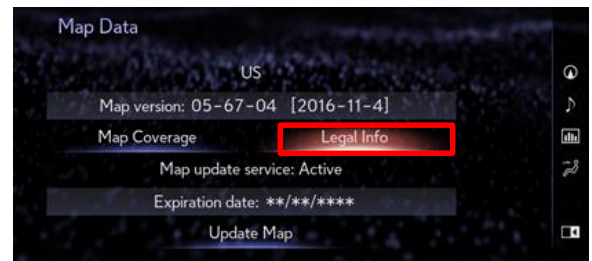 Map Data
US
Map version: 05-67-04 [2016-11-4]
Map Coverage
Legal Info
Map update service: Active
Expiration date: **/**/****
Update Map